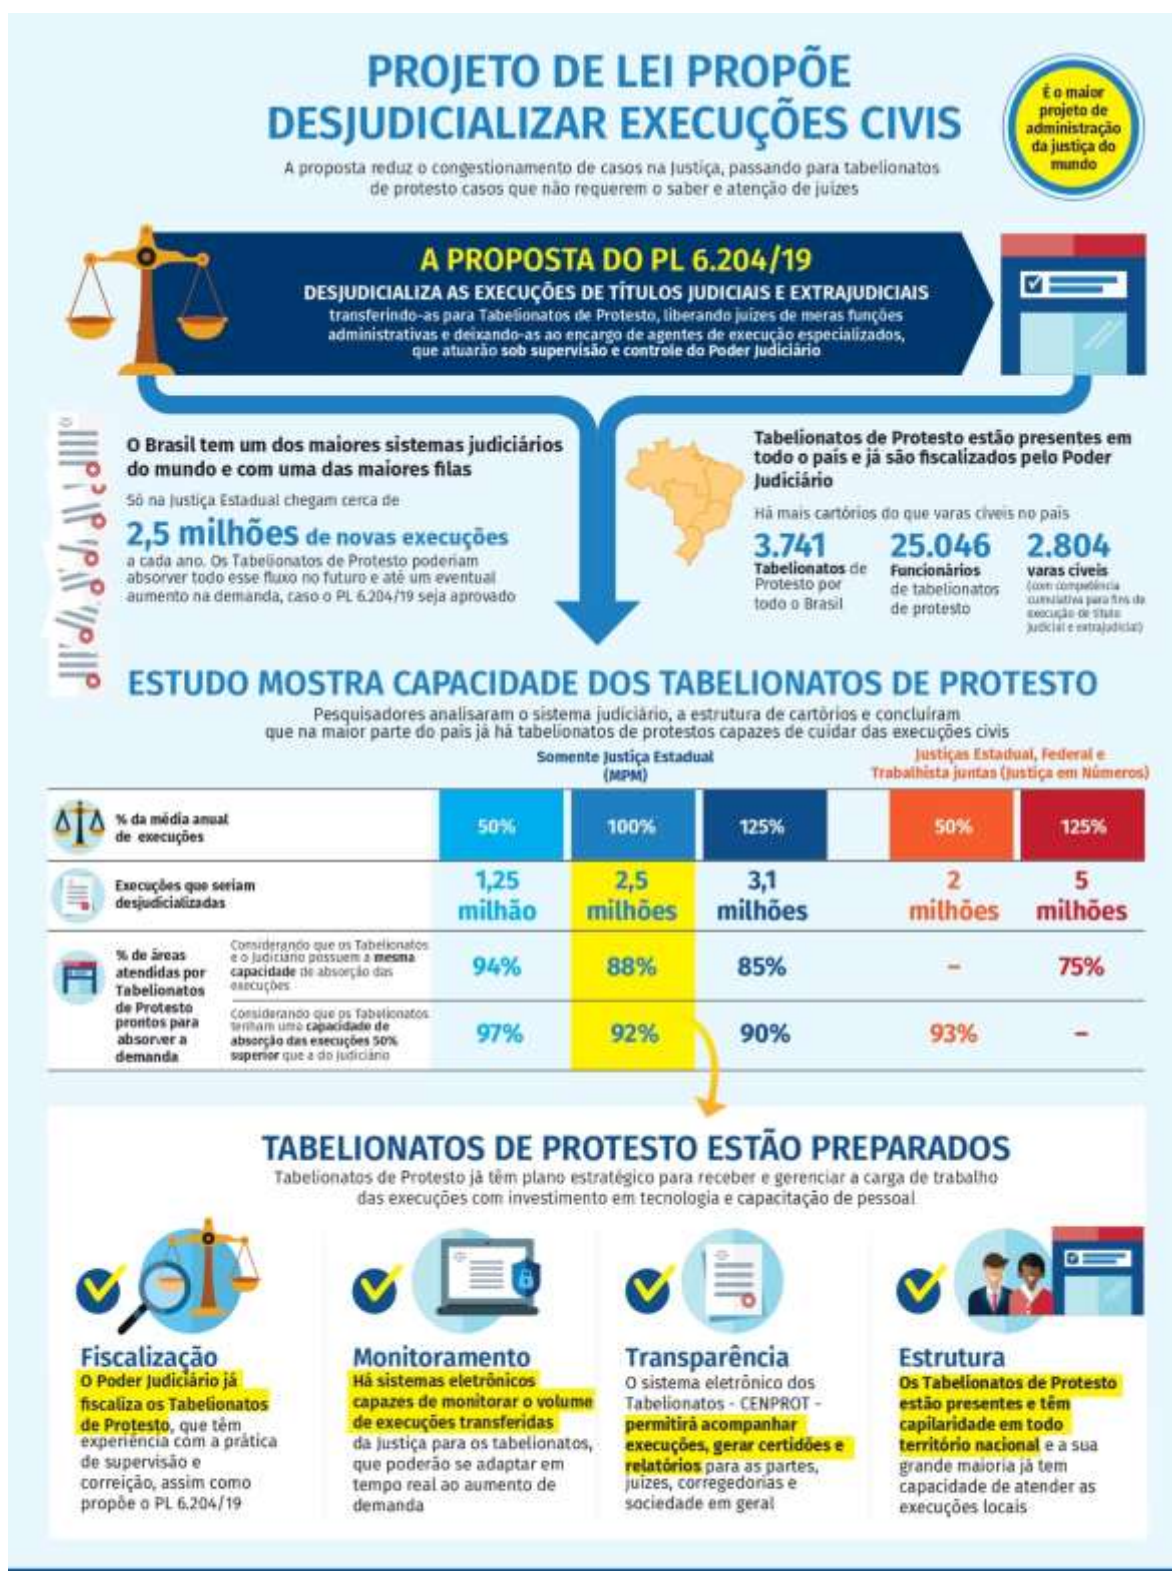 PROJETO DE LEI PROPÕE
DESJUDICIALIZAR EXECUÇÕES CIVIS
A proposta reduz o congestionamento de casos na Justiça, passando para tabelionatos
de protesto casos que não requerem o saber e atenção de juízes
É o maior
projeto de
administração
da justiça do
mundo
A PROPOSTA DO PL 6.204/19
DESJUDICIALIZA AS EXECUÇÕES DE TÍTULOS JUDICIAIS E EXTRAJUDICIAIS
transferindo-as para Tabelionatos de Protesto, liberando juízes de meras funções
administrativas e deixando-as ao encargo de agentes de execução especializados,
que atuarão sob supervisão e controle do Poder Judiciário
O Brasil tem um dos maiores sistemas judiciários
do mundo e com uma das maiores filas
Só na Justiça Estadual chegam cerca de
2,5 milhões de novas execuções
a cada ano. Os Tabelionatos de Protesto poderiam
absorver todo esse fluxo no futuro e até um eventual
aumento na demanda, caso o PL 6.204/19 seja aprovado
Tabelionatos de Protesto estão presentes em
todo o país e já são fiscalizados pelo Poder
Judiciário
Há mais cartórios do que varas cíveis no país
3.741
Tabelionatos de
Protesto por
todo o Brasil
25.046
Funcionários
de tabelionatos
de protesto
2.804
varas cíveis
(com competência
cumulativa para fins de
execução de título
judicial e extrajudicial)
ESTUDO MOSTRA CAPACIDADE DOS TABELIONATOS DE PROTESTO
Pesquisadores analisaram o sistema judiciário, a estrutura de cartórios e concluíram
que na maior parte do país já há tabelionatos de protestos capazes de cuidar das execuções civis
Somente Justiça Estadual
(MPM)
Justiças Estadual, Federal e
Trabalhista juntas (Justiça em Números)
% da média anual
de execuções
50%
100%
125%
50%
125%
Execuções que seriam
desjudicializadas
1,25
milhão
2,5
milhões
3,1
milhões
2
milhões
5
milhões
% de áreas
atendidas por
Tabelionatos
de Protesto
prontos para
absorver a
demanda
Considerando que os Tabelionatos
e o Judiciário possuem a mesma
capacidade de absorção das
execuções
94%
88%
85%
–
75%
Considerando que os Tabelionatos
tenham uma capacidade de
absorção das execuções 50%
superior que a do Judiciário
97%
92%
90%
93%
–
TABELIONATOS DE PROTESTO ESTÃO PREPARADOS
Tabelionatos de Protesto já têm plano estratégico para receber e gerenciar a carga de trabalho
das execuções com investimento em tecnologia e capacitação de pessoal
Fiscalização
O Poder Judiciário já
fiscaliza os Tabelionatos
de Protesto, que têm
experiência com a prática
de supervisão e
correição, assim como
propõe o PL 6.204/19
Monitoramento
Há sistemas eletrônicos
capazes de monitorar o volume
de execuções transferidas
da Justiça para os tabelionatos,
que poderão se adaptar em
tempo real ao aumento de
demanda
Transparência
O sistema eletrônico dos
Tabelionatos - CENPROT -
permitirá acompanhar
execuções, gerar certidões e
relatórios para as partes,
juízes, corregedorias e
sociedade em geral
Estrutura
Os Tabelionatos de Protesto
estão presentes e têm
capilaridade em todo
território nacional e a sua
grande maioria já tem
capacidade de atender as
execuções locais